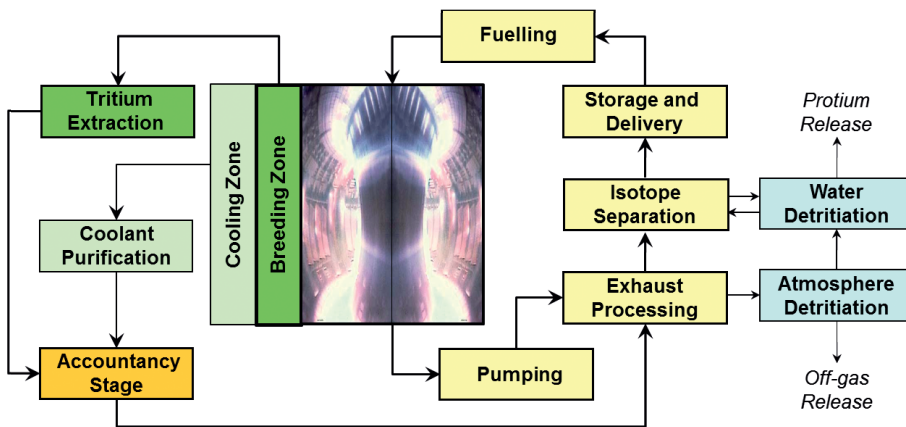 Fuelling
Tritium
Extraction
Storage and
Delivery
Protium
Release
Cooling Zone
Breeding Zone
Isotope
Separation
Water
Detritiation
Coolant
Purification
Exhaust
Processing
Atmosphere
Detritiation
Accountancy
Stage
Pumping
Off-gas
Release